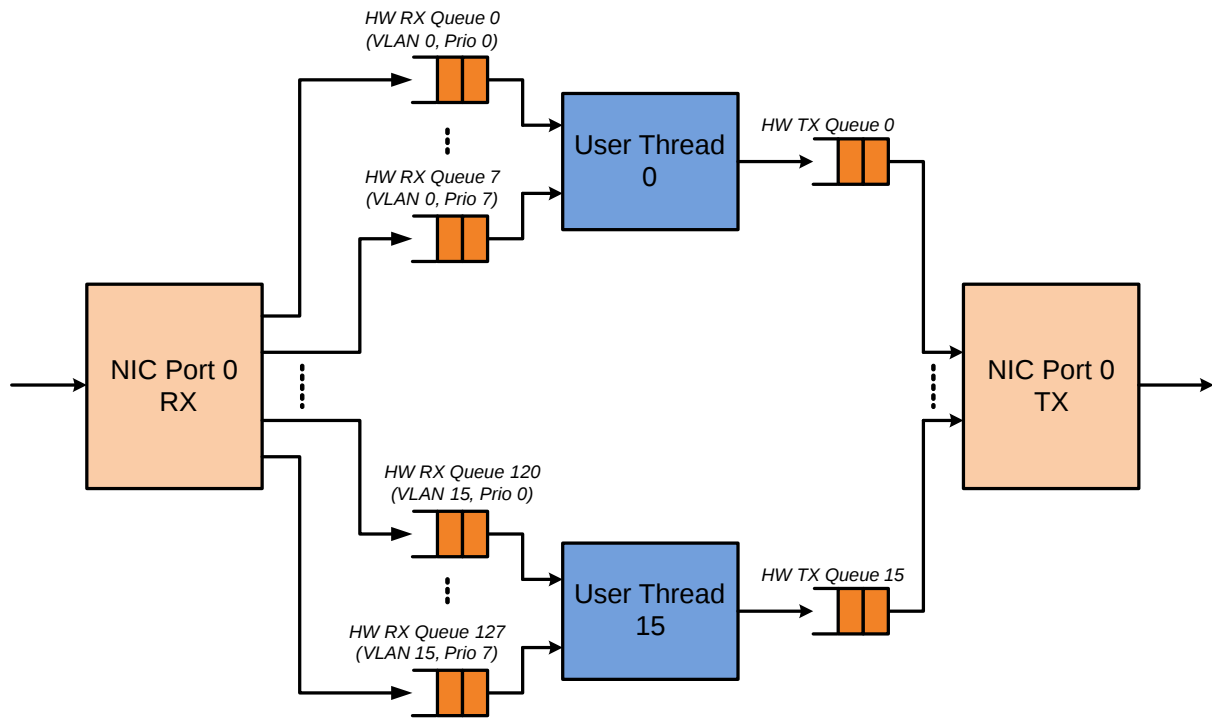 HW RX Queue 0
(VLAN 0, Prio 0)
HW RX Queue 7
(VLAN 0, Prio 7)
User Thread
0
HW TX Queue 0
NIC Port 0
RX
NIC Port 0
TX
HW RX Queue 120
(VLAN 15, Prio 0)
HW RX Queue 127
(VLAN 15, Prio 7)
User Thread
15
HW TX Queue 15